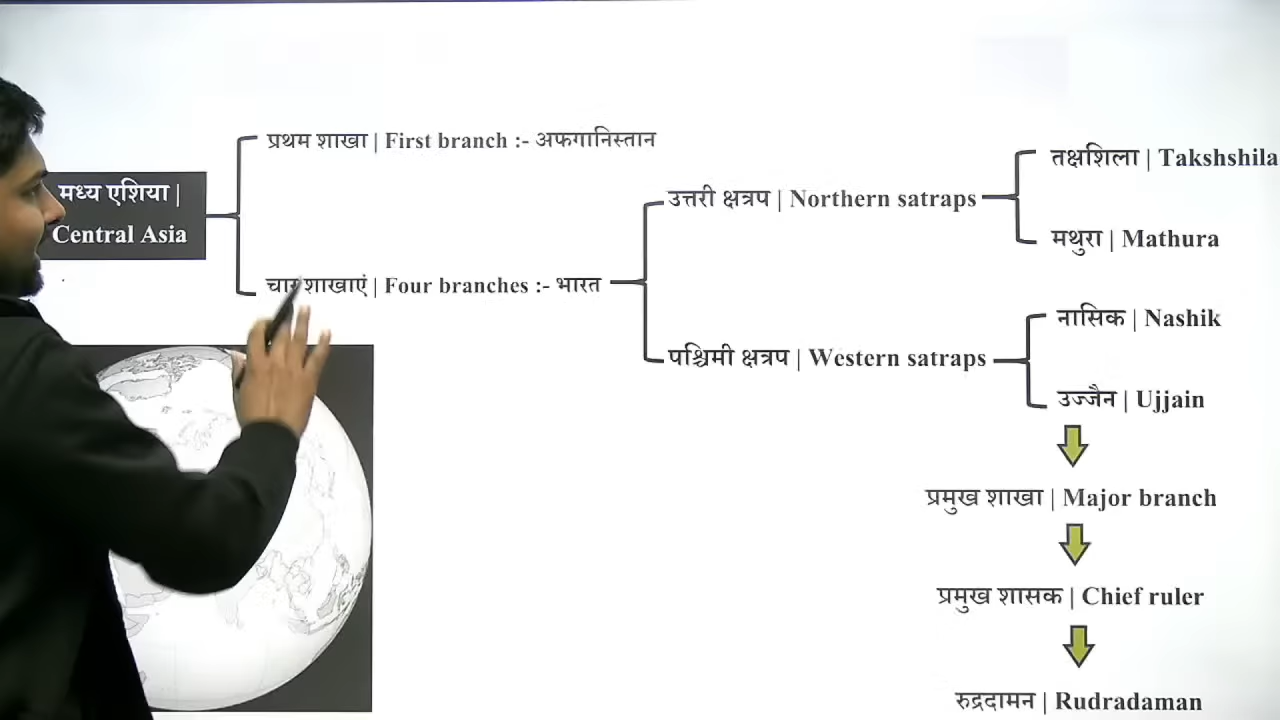 प्रथम शाखा | First branch :- अफगानिस्तान
मध्य एशिया |
Central Asia
शाखाएं | Four branches :- भारत
उत्तरी क्षत्रप | Northern satraps
तक्षशिला | Takshshila
मथुरा | Mathura
पश्चिमी क्षत्रप | Western satraps
नासिक | Nashik
उज्जैन | Ujjain
प्रमुख शाखा | Major branch
प्रमुख शासक | Chief ruler
रुद्रदामन | Rudradaman